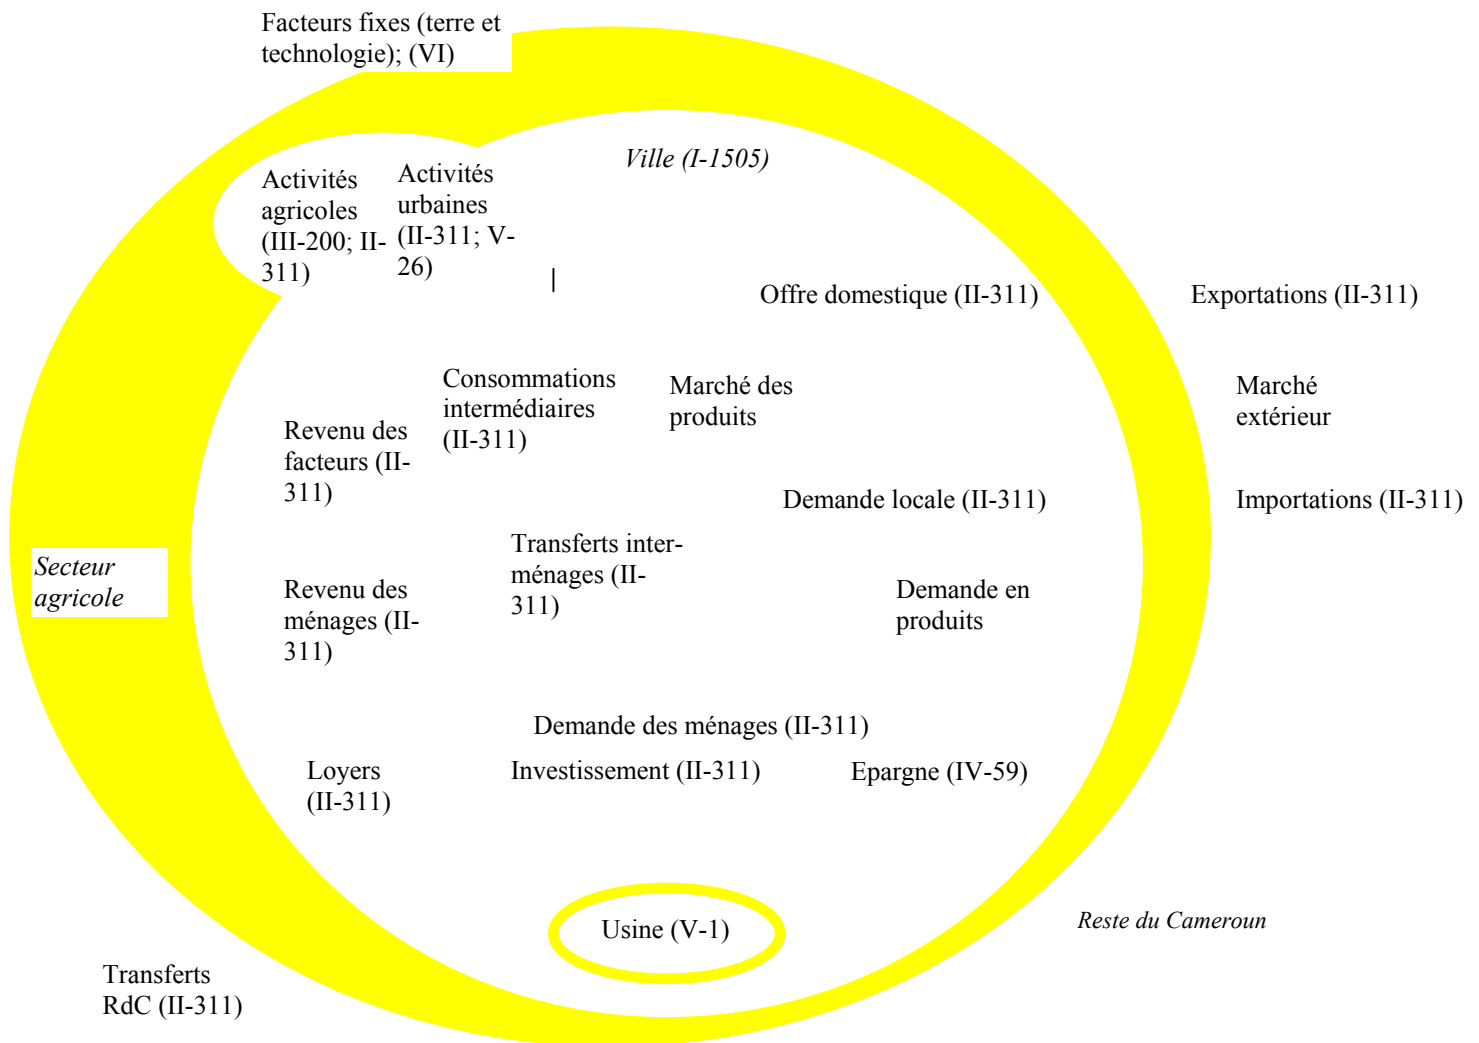 Facteurs fixes (terre et
technologie); (VI)
Ville (I-1505)
Activités
agricoles
(III-200; II-
311)
Activités
urbaines
(II-311; V-
26)
|
Offre domestique (II-311)
Exportations (II-311)
Consommations
intermédiaires
(II-311)
Marché des
produits
Marché
extérieur
Revenu des
facteurs (II-
311)
Demande locale (II-311)
Importations (II-311)
Secteur
agricole
Transferts inter-
ménages (II-
311)
Revenu des
ménages (II-
311)
Demande en
produits
Demande des ménages (II-311)
Loyers
(II-311)
Investissement (II-311)
Epargne (IV-59)
Usine (V-1)
Reste du Cameroun
Transferts
RdC (II-311)